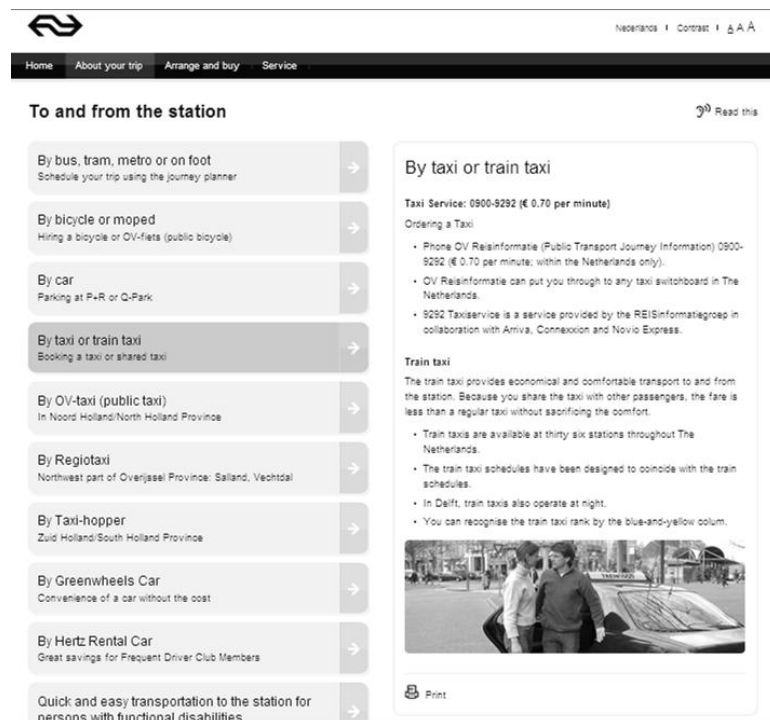 Nederlands I Contrast I A A A
Home About your trip Arrange and buy Service
To and from the station
Read this
By bus, tram, metro or on foot
Schedule your trip using the journey planner
By bicycle or moped
Hiring a bicycle or OV-fiets (public bicycle)
By car
Parking at P+R or Q-Park
By taxi or train taxi
Booking a taxi or shared taxi
By OV-taxi (public taxi)
In Noord Holland/North Holland Province
By Regiotaxi
Northwest part of Overijssel Province: Salland, Vechtdal
By Taxi-hopper
Zuid Holland/South Holland Province
By Greenwheels Car
Convenience of a car without the cost
By Hertz Rental Car
Great savings for Frequent Driver Club Members
Quick and easy transportation to the station for
persons with functional disabilities
By taxi or train taxi
Taxi Service: 0900-9292 (€ 0.70 per minute)
Ordering a Taxi
• Phone OV Reisinformatie (Public Transport Journey Information) 0900-
9292 (€ 0.70 per minute; within the Netherlands only).
• OV Reisinformatie can put you through to any taxi switchboard in The
Netherlands.
• 9292 Taxiservice is a service provided by the REISinformatiegroep in
collaboration with Arriva, Connexxion and Novio Express.
Train taxi
The train taxi provides economical and comfortable transport to and from
the station. Because you share the taxi with other passengers, the fare is
less than a regular taxi without sacrificing the comfort.
• Train taxis are available at thirty six stations throughout The
Netherlands.
• The train taxi schedules have been designed to coincide with the train
schedules.
• In Delft, train taxis also operate at night.
• You can recognise the train taxi rank by the blue-and-yellow colum.
Print